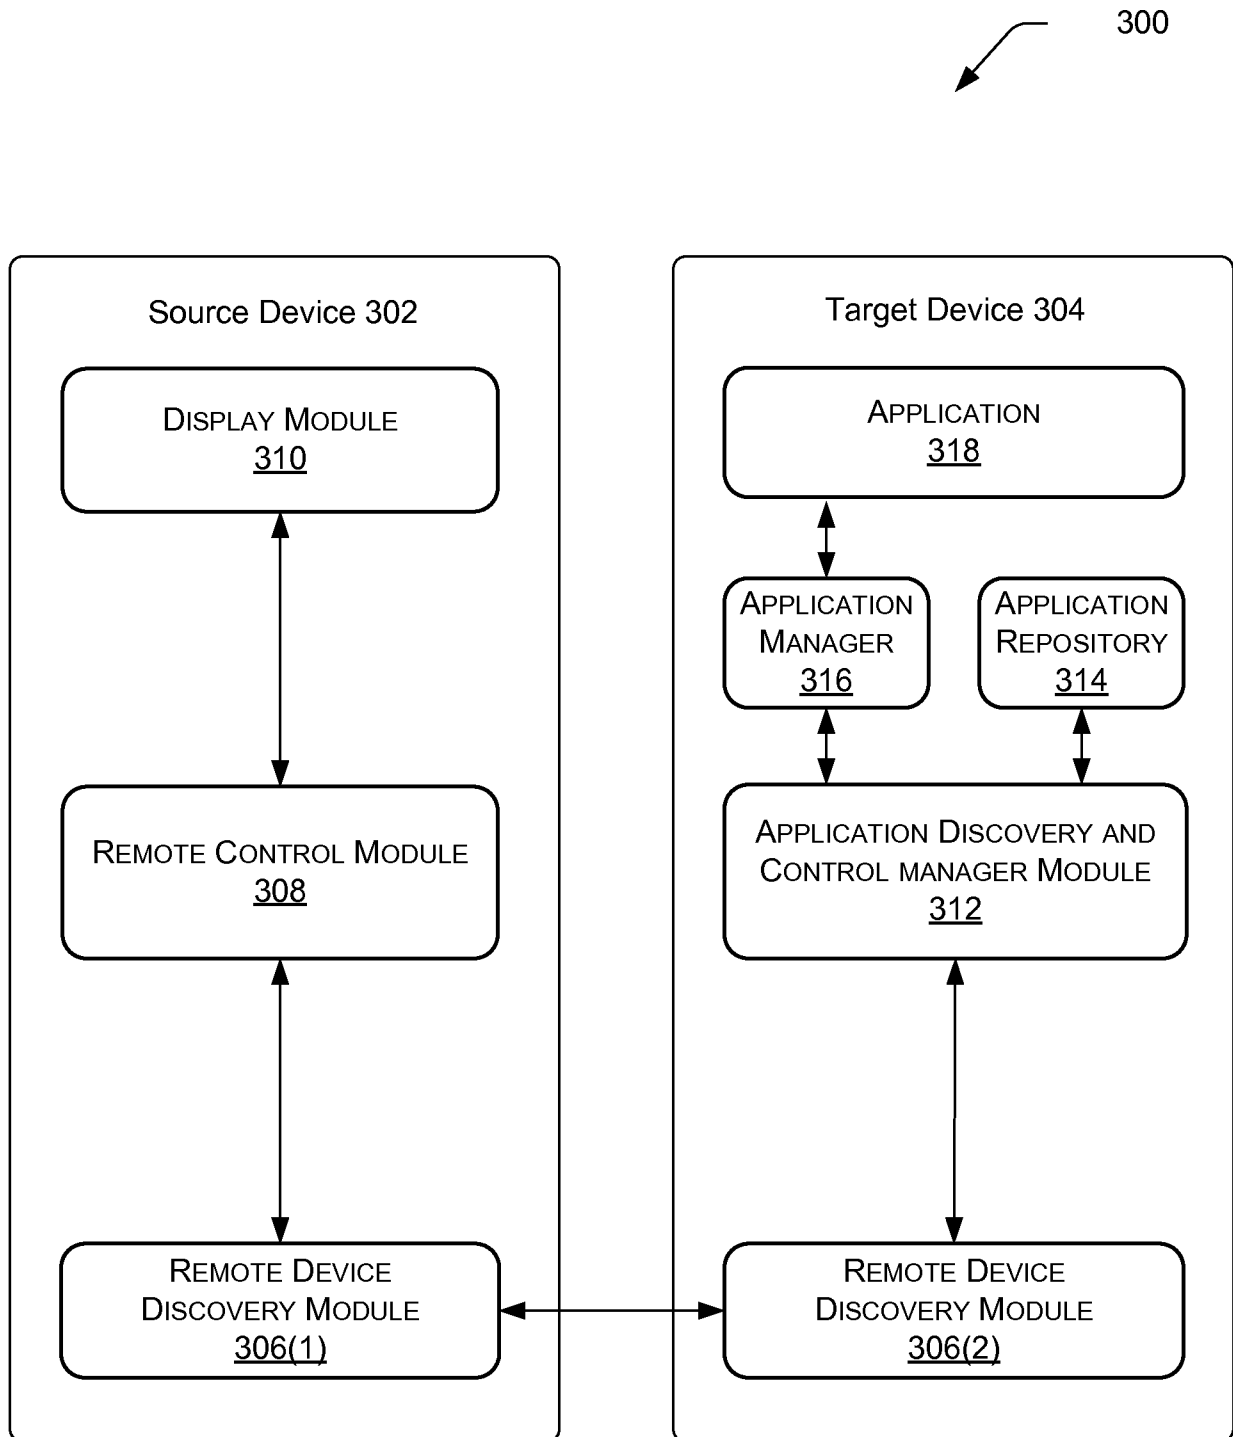 300
Source Device 302
DISPLAY MODULE
310
REMOTE CONTROL MODULE
308
REMOTE DEVICE
DISCOVERY MODULE
306(1)
Target Device 304
APPLICATION
318
APPLICATION
MANAGER
316
APPLICATION
REPOSITORY
314
APPLICATION DISCOVERY AND
CONTROL MANAGER MODULE
312
REMOTE DEVICE
DISCOVERY MODULE
306(2)